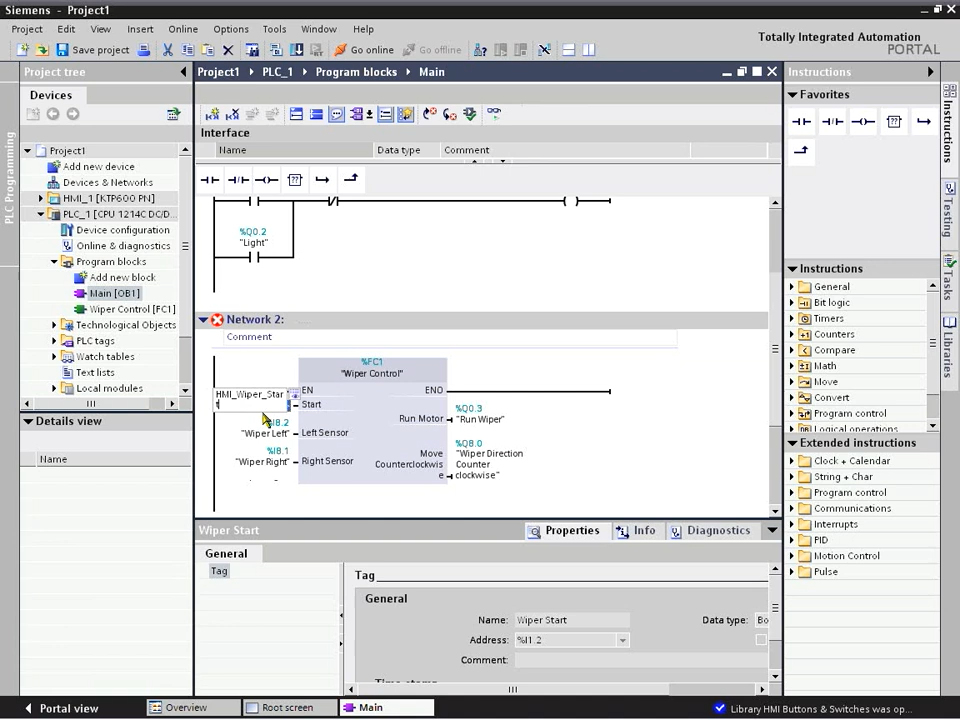 Siemens - Project1
Project Edit View Insert Online Options Tools Window Help
Totally Integrated Automation
PORTAL
Save project
Go online
Go offline
Project tree
Project1 PLC_1 Program blocks Main
Instructions
Devices
Favorites
Interface
Name Data type Comment
Project1
Add new device
Devices & Networks
HMI_1 [KTP600 PN]
PLC_1 [CPU 1214C DC/D...
Device configuration
Online & diagnostics
Program blocks
Add new block
Main [OB1]
Wiper Control [FC1]
Technological Objects
PLC tags
Watch tables
Text lists
Local modules
Details view
Name
PLC Programming
%Q0.2
"Light"
Network 2:
Comment
%FC1
"Wiper Control"
HMI_Wiper_Star
t
EN
ENO
Start
Run Motor
%Q0.3
"Run Wiper"
%I8.2
"Wiper Left"
Left Sensor
%I8.1
"Wiper Right"
Right Sensor
Move
Counterclockwis
e
%Q8.0
"Wiper Direction
Counter
clockwise"
Wiper Start
Properties Info Diagnostics
General
Tag
Tag
General
Name: Wiper Start
Data type: Bo
Address: %I1.2
Comment:
Instructions
General
Bit logic
Timers
Counters
Compare
Math
Move
Convert
Program control
Logical operations
Extended instructions
Clock + Calendar
String + Char
Program control
Communications
Interrupts
PID
Motion Control
Pulse
Instructions
Testing
Tasks
Libraries
Portal view
Overview
Root screen
Main
Library HMI Buttons & Switches was op...